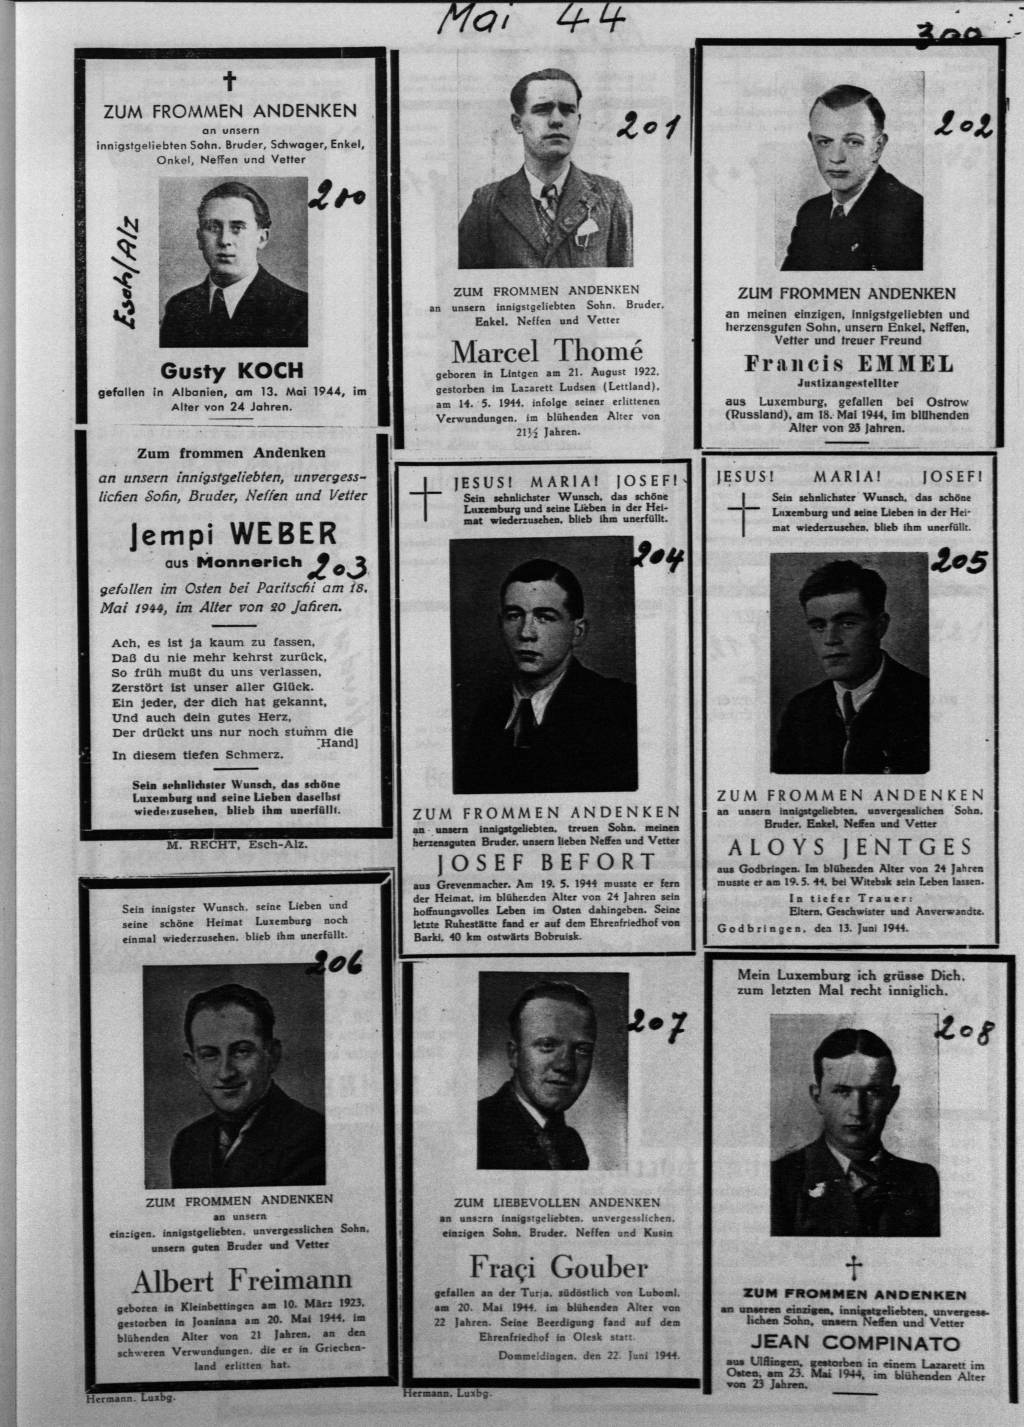 Mai 44
300
✝
ZUM FROMMEN ANDENKEN
an unsern
innigstgeliebten Sohn, Bruder, Schwager, Enkel,
Onkel, Neffen und Vetter
200
Esch/Alz
Gusty KOCH
gefallen in Albanien, am 13. Mai 1944, im
Alter von 24 Jahren.
201
ZUM FROMMEN ANDENKEN
an unsern innigstgeliebten Sohn, Bruder,
Enkel, Neffen und Vetter
Marcel Thomé
geboren in Lintgen am 21. August 1922,
gestorben im Lazarett Ludsen (Lettland),
am 14. 5. 1944, infolge seiner erlittenen
Verwundungen, im blühenden Alter von
21½ Jahren.
202
ZUM FROMMEN ANDENKEN
an meinen einzigen, innigstgeliebten und
herzensguten Sohn, unsern Enkel, Neffen,
Vetter und treuer Freund
Francis EMMEL
Justizangestellter
aus Luxemburg, gefallen bei Ostrow
(Russland), am 18. Mai 1944, im blühenden
Alter von 23 Jahren.
Zum frommen Andenken
an unsern innigstgeliebten, unvergess-
lichen Sohn, Bruder, Neffen und Vetter
Jempi WEBER
aus Monnerich
203
gefallen im Osten bei Paritschi am 18.
Mai 1944, im Alter von 20 Jahren.
Ach, es ist ja kaum zu fassen,
Daß du nie mehr kehrst zurück,
So früh mußt du uns verlassen,
Zerstört ist unser aller Glück.
Ein jeder, der dich hat gekannt,
Und auch dein gutes Herz,
Der drückt uns nur noch stumm die
[Hand]
In diesem tiefen Schmerz.
Sein sehnlichster Wunsch, das schöne
Luxemburg und seine Lieben daselbst
wiederzusehen, blieb ihm unerfüllt.
M. RECHT, Esch-Alz.
JESUS! MARIA! JOSEF!
Sein sehnlichster Wunsch, das schöne
Luxemburg und seine Lieben in der Hei-
mat wiederzusehen, blieb ihm unerfüllt.
204
ZUM FROMMEN ANDENKEN
an unsern innigstgeliebten, treuen Sohn, meinen
herzensguten Bruder, unsern lieben Neffen und Vetter
JOSEF BEFORT
aus Grevenmacher. Am 19. 5. 1944 musste er fern
der Heimat, im blühenden Alter von 24 Jahren sein
hoffnungsvolles Leben im Osten dahingeben. Seine
letzte Ruhestätte fand er auf dem Ehrenfriedhof von
Barki, 40 km ostwärts Bobruisk.
JESUS! MARIA! JOSEF!
Sein sehnlichster Wunsch, das schöne
Luxemburg und seine Lieben in der Hei-
mat wiederzusehen, blieb ihm unerfüllt.
205
ZUM FROMMEN ANDENKEN
an unsern innigstgeliebten, unvergesslichen Sohn,
Bruder, Enkel, Neffen und Vetter
ALOYS JENTGES
aus Godbringen. Im blühenden Alter von 24 Jahren
musste er am 19. 5. 44, bei Witebsk sein Leben lassen.
In tiefer Trauer:
Eltern, Geschwister und Anverwandte.
Godbringen, den 13. Juni 1944.
Sein innigster Wunsch, seine Lieben und
seine schöne Heimat Luxemburg noch
einmal wiederzusehen, blieb ihm unerfüllt.
206
ZUM FROMMEN ANDENKEN
an unsern
einzigen, innigstgeliebten, unvergesslichen Sohn,
unsern guten Bruder und Vetter
Albert Freimann
geboren in Kleinbettingen am 10. März 1923,
gestorben in Joaninna am 20. Mai 1944, im
blühenden Alter von 21 Jahren, an den
schweren Verwundungen, die er in Griechen-
land erlitten hat.
Hermann, Luxbg.
207
ZUM LIEBEVOLLEN ANDENKEN
an unsern innigstgeliebten, unvergesslichen,
einzigen Sohn, Bruder, Neffen und Kusin
Fraçi Gouber
gefallen an der Turja, südöstlich von Luboml,
am 20. Mai 1944, im blühenden Alter von
22 Jahren. Seine Beerdigung fand auf dem
Ehrenfriedhof in Olesk statt.
Dommeldingen, den 22. Juni 1944.
Hermann, Luxbg.
Mein Luxemburg ich grüsse Dich,
zum letzten Mal recht inniglich.
208
✝
ZUM FROMMEN ANDENKEN
an unseren einzigen, innigstgeliebten, unvergess-
lichen Sohn, unsern Neffen und Vetter
JEAN COMPINATO
aus Ulflingen, gestorben in einem Lazarett im
Osten, am 23. Mai 1944, im blühenden Alter
von 23 Jahren.